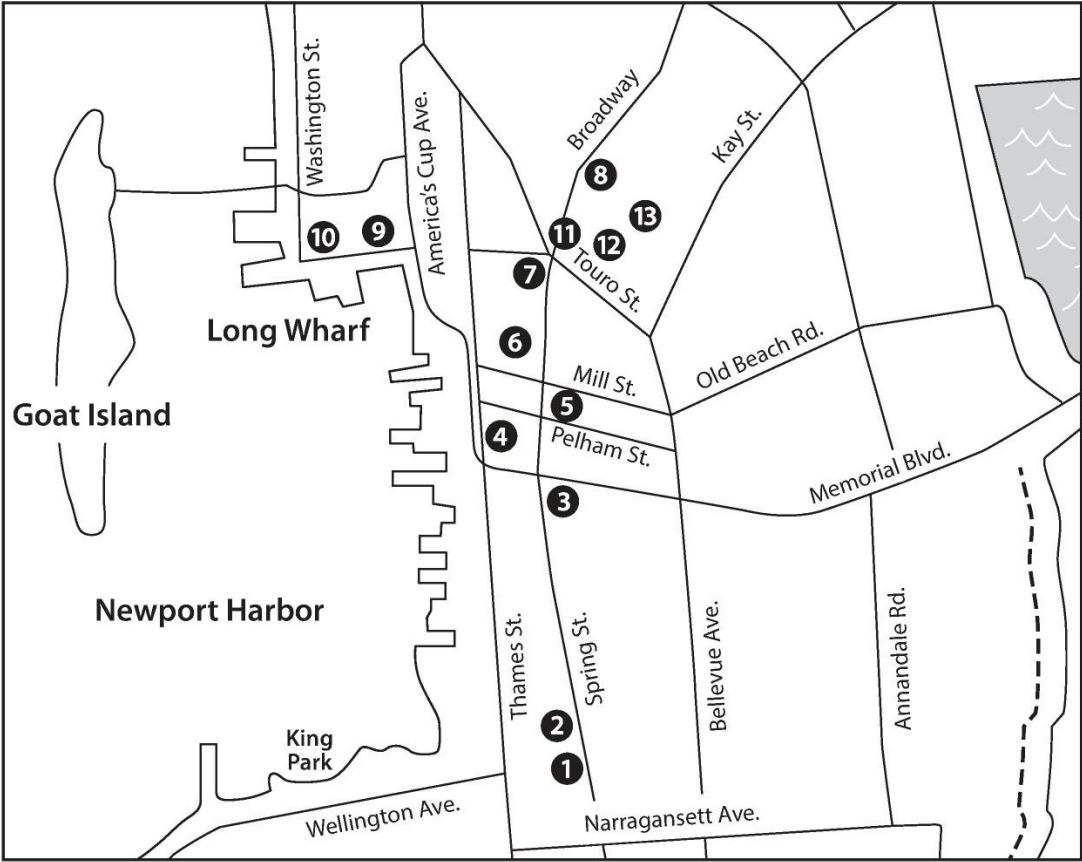 Washington St.
America's Cup Ave.
Broadway
Kay St.
8
13
10
9
11
12
7
Touro St.
Long Wharf
6
Mill St.
Old Beach Rd.
Goat Island
5
4
Pelham St.
Memorial Blvd.
3
Newport Harbor
Thames St.
Spring St.
Bellevue Ave.
Annandale Rd.
2
King
Park
1
Wellington Ave.
Narragansett Ave.